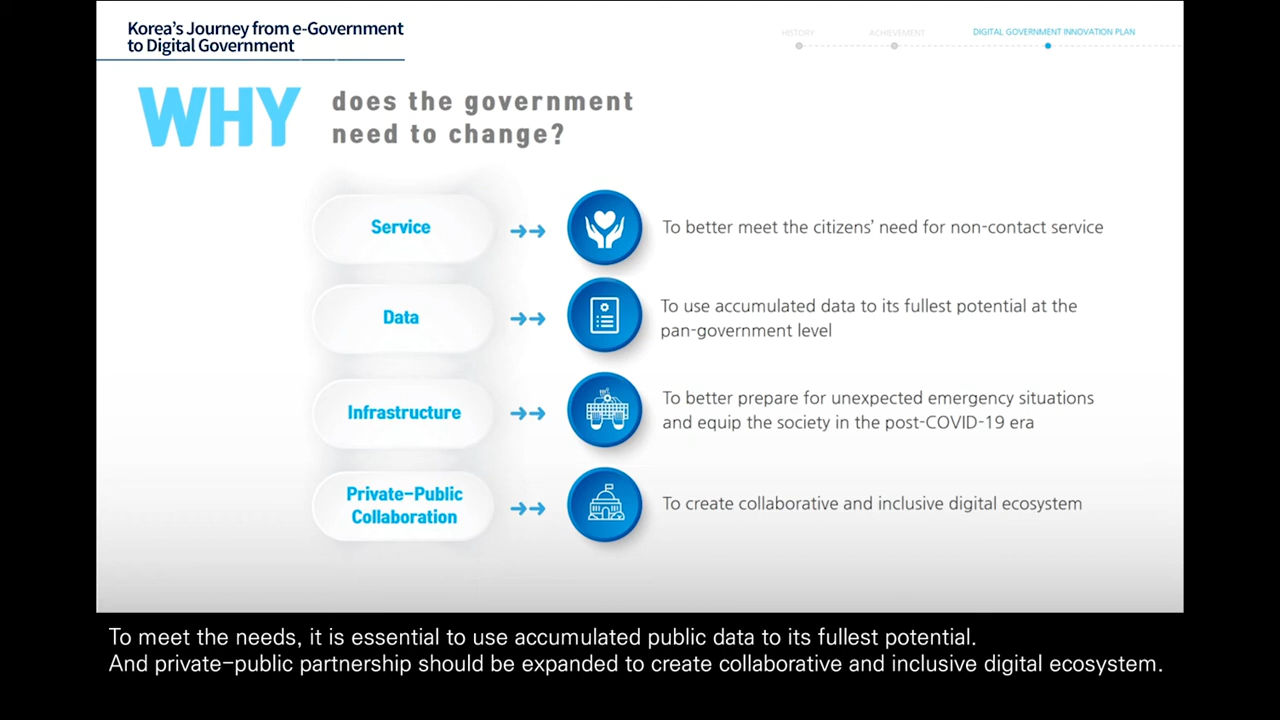 Korea's Journey from e-Government
to Digital Government
HISTORY
ACHIEVEMENT
DIGITAL GOVERNMENT INNOVATION PLAN
WHY
does the government
need to change?
Service
To better meet the citizens' need for non-contact service
Data
To use accumulated data to its fullest potential at the
pan-government level
Infrastructure
To better prepare for unexpected emergency situations
and equip the society in the post-COVID-19 era
Private-Public
Collaboration
To create collaborative and inclusive digital ecosystem
To meet the needs, it is essential to use accumulated public data to its fullest potential.
And private-public partnership should be expanded to create collaborative and inclusive digital ecosystem.